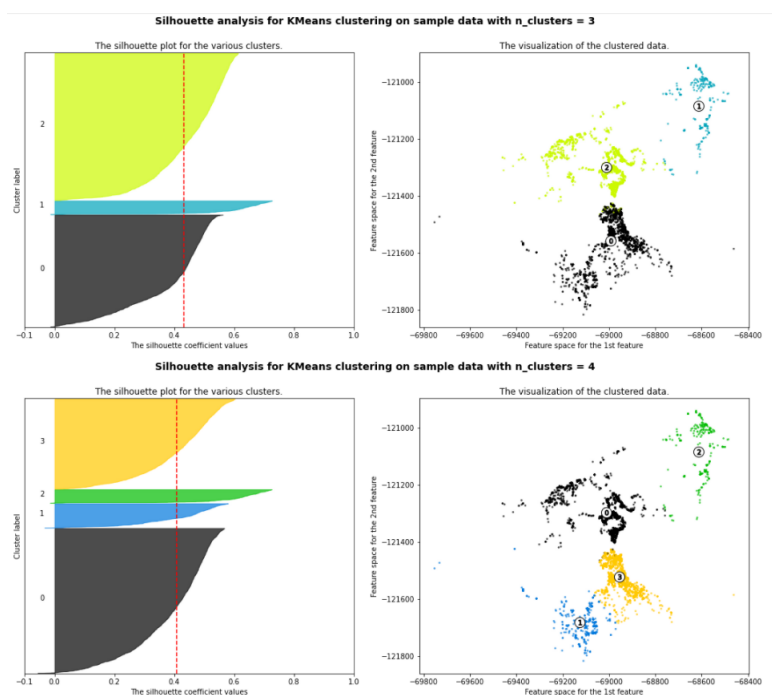 Silhouette analysis for KMeans clustering on sample data with n_clusters = 3
The silhouette plot for the various clusters.
Cluster label
2
1
0
−0.1 0.0 0.2 0.4 0.6 0.8 1.0
The silhouette coefficient values
The visualization of the clustered data.
Feature space for the 2nd feature
−121000
−121200
−121400
−121600
−121800
1
2
0
−69800 −69600 −69400 −69200 −69000 −68800 −68600 −68400
Feature space for the 1st feature
Silhouette analysis for KMeans clustering on sample data with n_clusters = 4
The silhouette plot for the various clusters.
Cluster label
3
2
1
0
−0.1 0.0 0.2 0.4 0.6 0.8 1.0
The silhouette coefficient values
The visualization of the clustered data.
Feature space for the 2nd feature
−121000
−121200
−121400
−121600
−121800
2
0
3
1
−69800 −69600 −69400 −69200 −69000 −68800 −68600 −68400
Feature space for the 1st feature